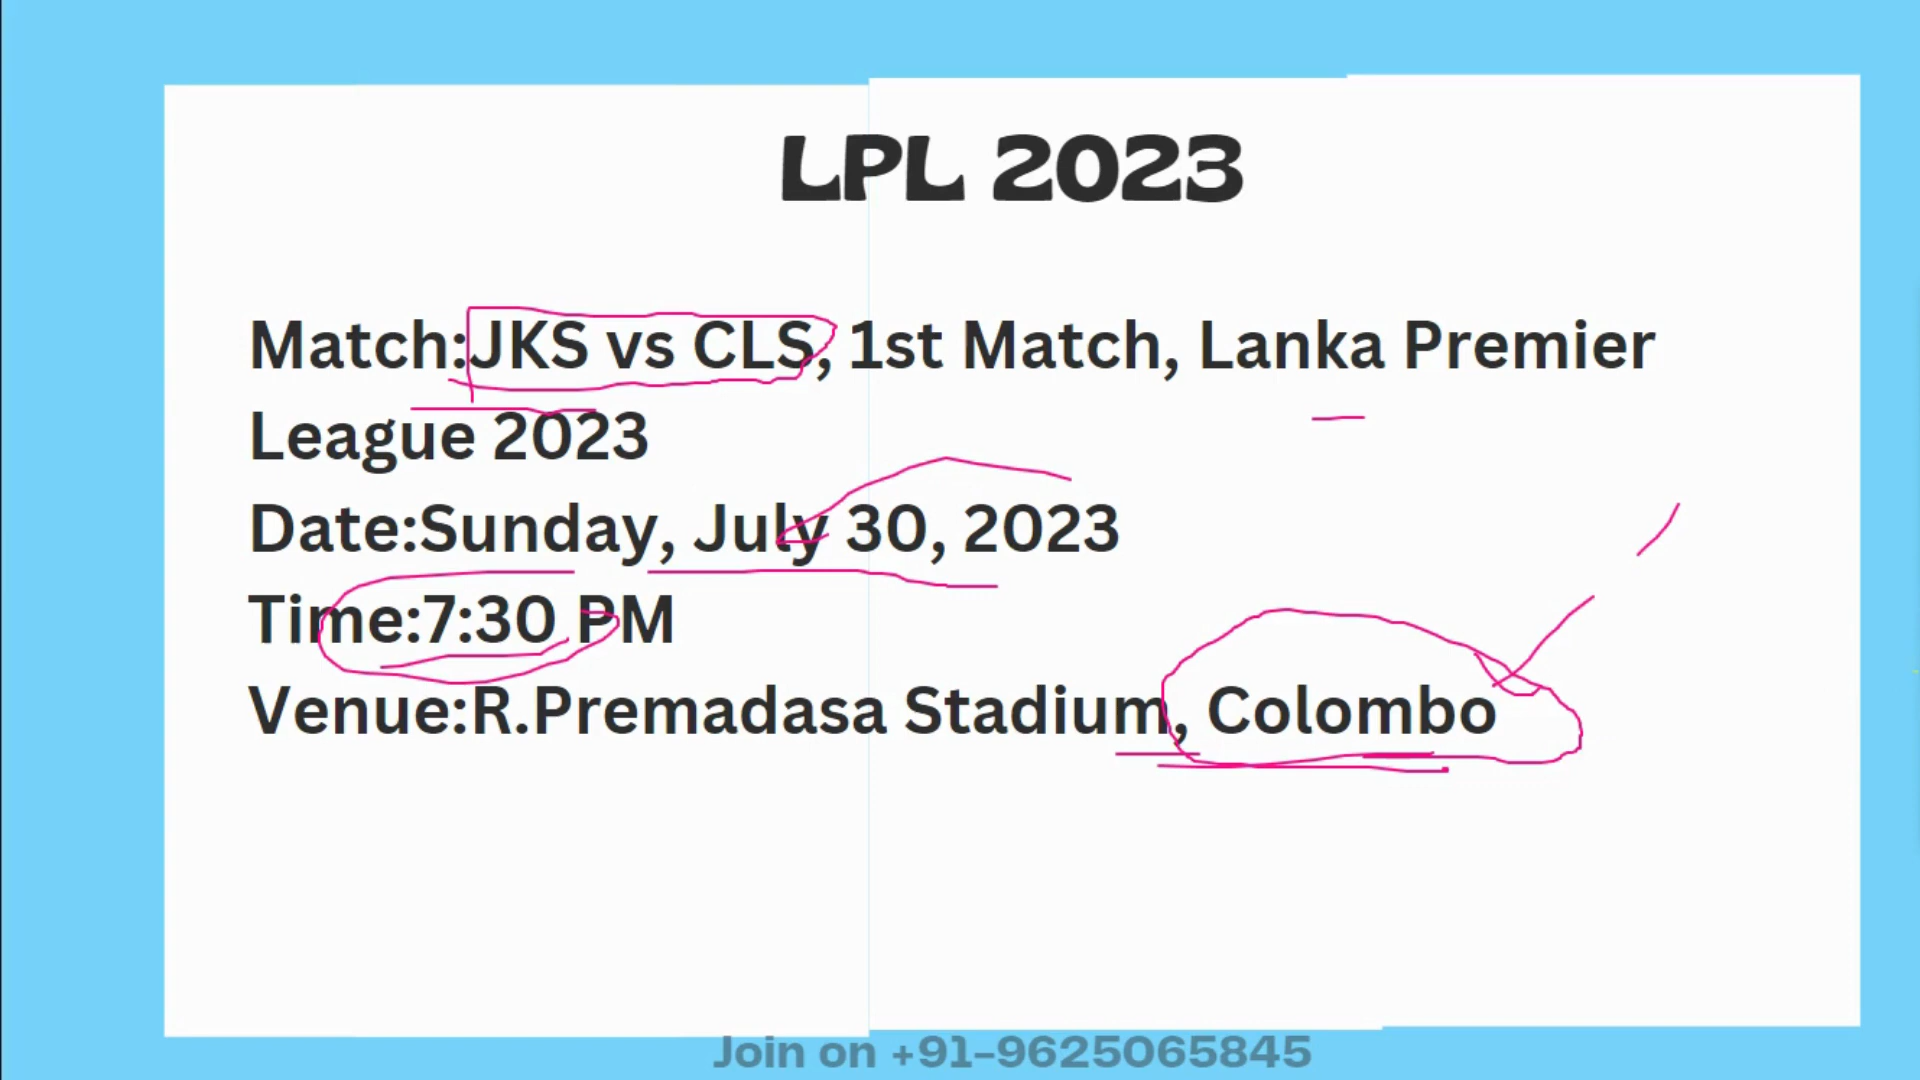 LPL 2023
Match:JKS vs CLS, 1st Match, Lanka Premier
League 2023
Date:Sunday, July 30, 2023
Time:7:30 PM
Venue:R.Premadasa Stadium, Colombo
Join on +91-9625065845